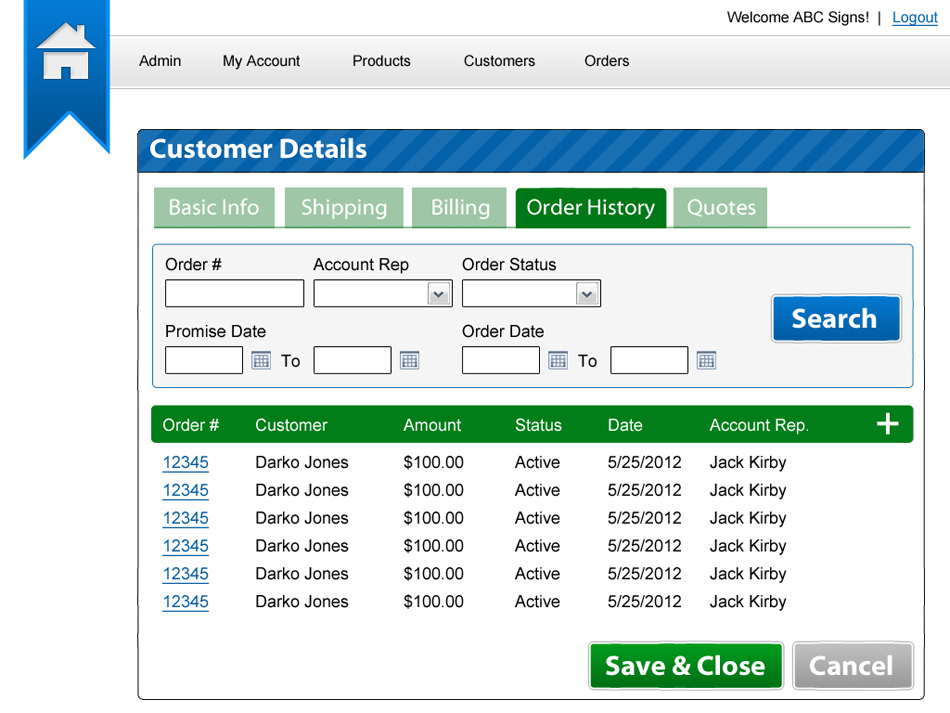 Welcome ABC Signs! | Logout
Admin My Account Products Customers Orders
Customer Details
Basic Info Shipping Billing Order History Quotes
Order # Account Rep Order Status
Search
Promise Date Order Date
To To
Order # Customer Amount Status Date Account Rep. +
12345 Darko Jones $100.00 Active 5/25/2012 Jack Kirby
12345 Darko Jones $100.00 Active 5/25/2012 Jack Kirby
12345 Darko Jones $100.00 Active 5/25/2012 Jack Kirby
12345 Darko Jones $100.00 Active 5/25/2012 Jack Kirby
12345 Darko Jones $100.00 Active 5/25/2012 Jack Kirby
12345 Darko Jones $100.00 Active 5/25/2012 Jack Kirby
Save & Close Cancel